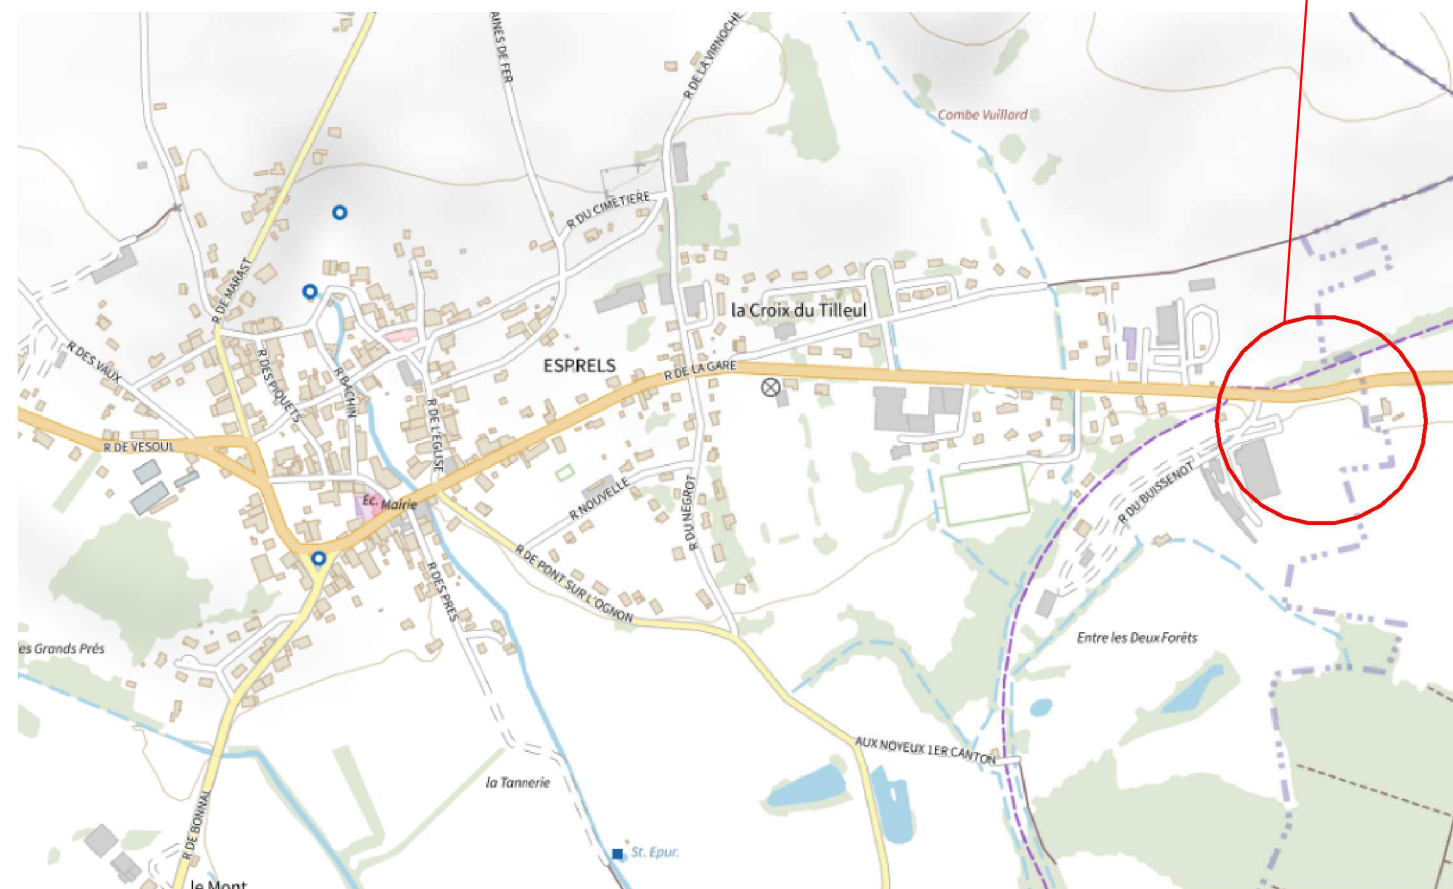 AINES DE FER
R DE LA VIRNOCHE
Combe Vuillard
R DU CIMETIERE
R DE MARAST
la Croix du Tilleul
R DES VAUX
R DES PIQUETS
R BACHIN
ESPRELS
R DE LA GARE
R DE L'EGLISE
R DE VESOUL
Ec.
Mairie
R NOUVELLE
R DU NEGROT
R DU BUISSENOT
R DE PONT SUR L'OGNON
R DES PRES
es Grands Prés
Entre les Deux Forêts
AUX NOYEUX 1ER CANTON
la Tannerie
R DE BONNAL
St. Epur.
le Mont